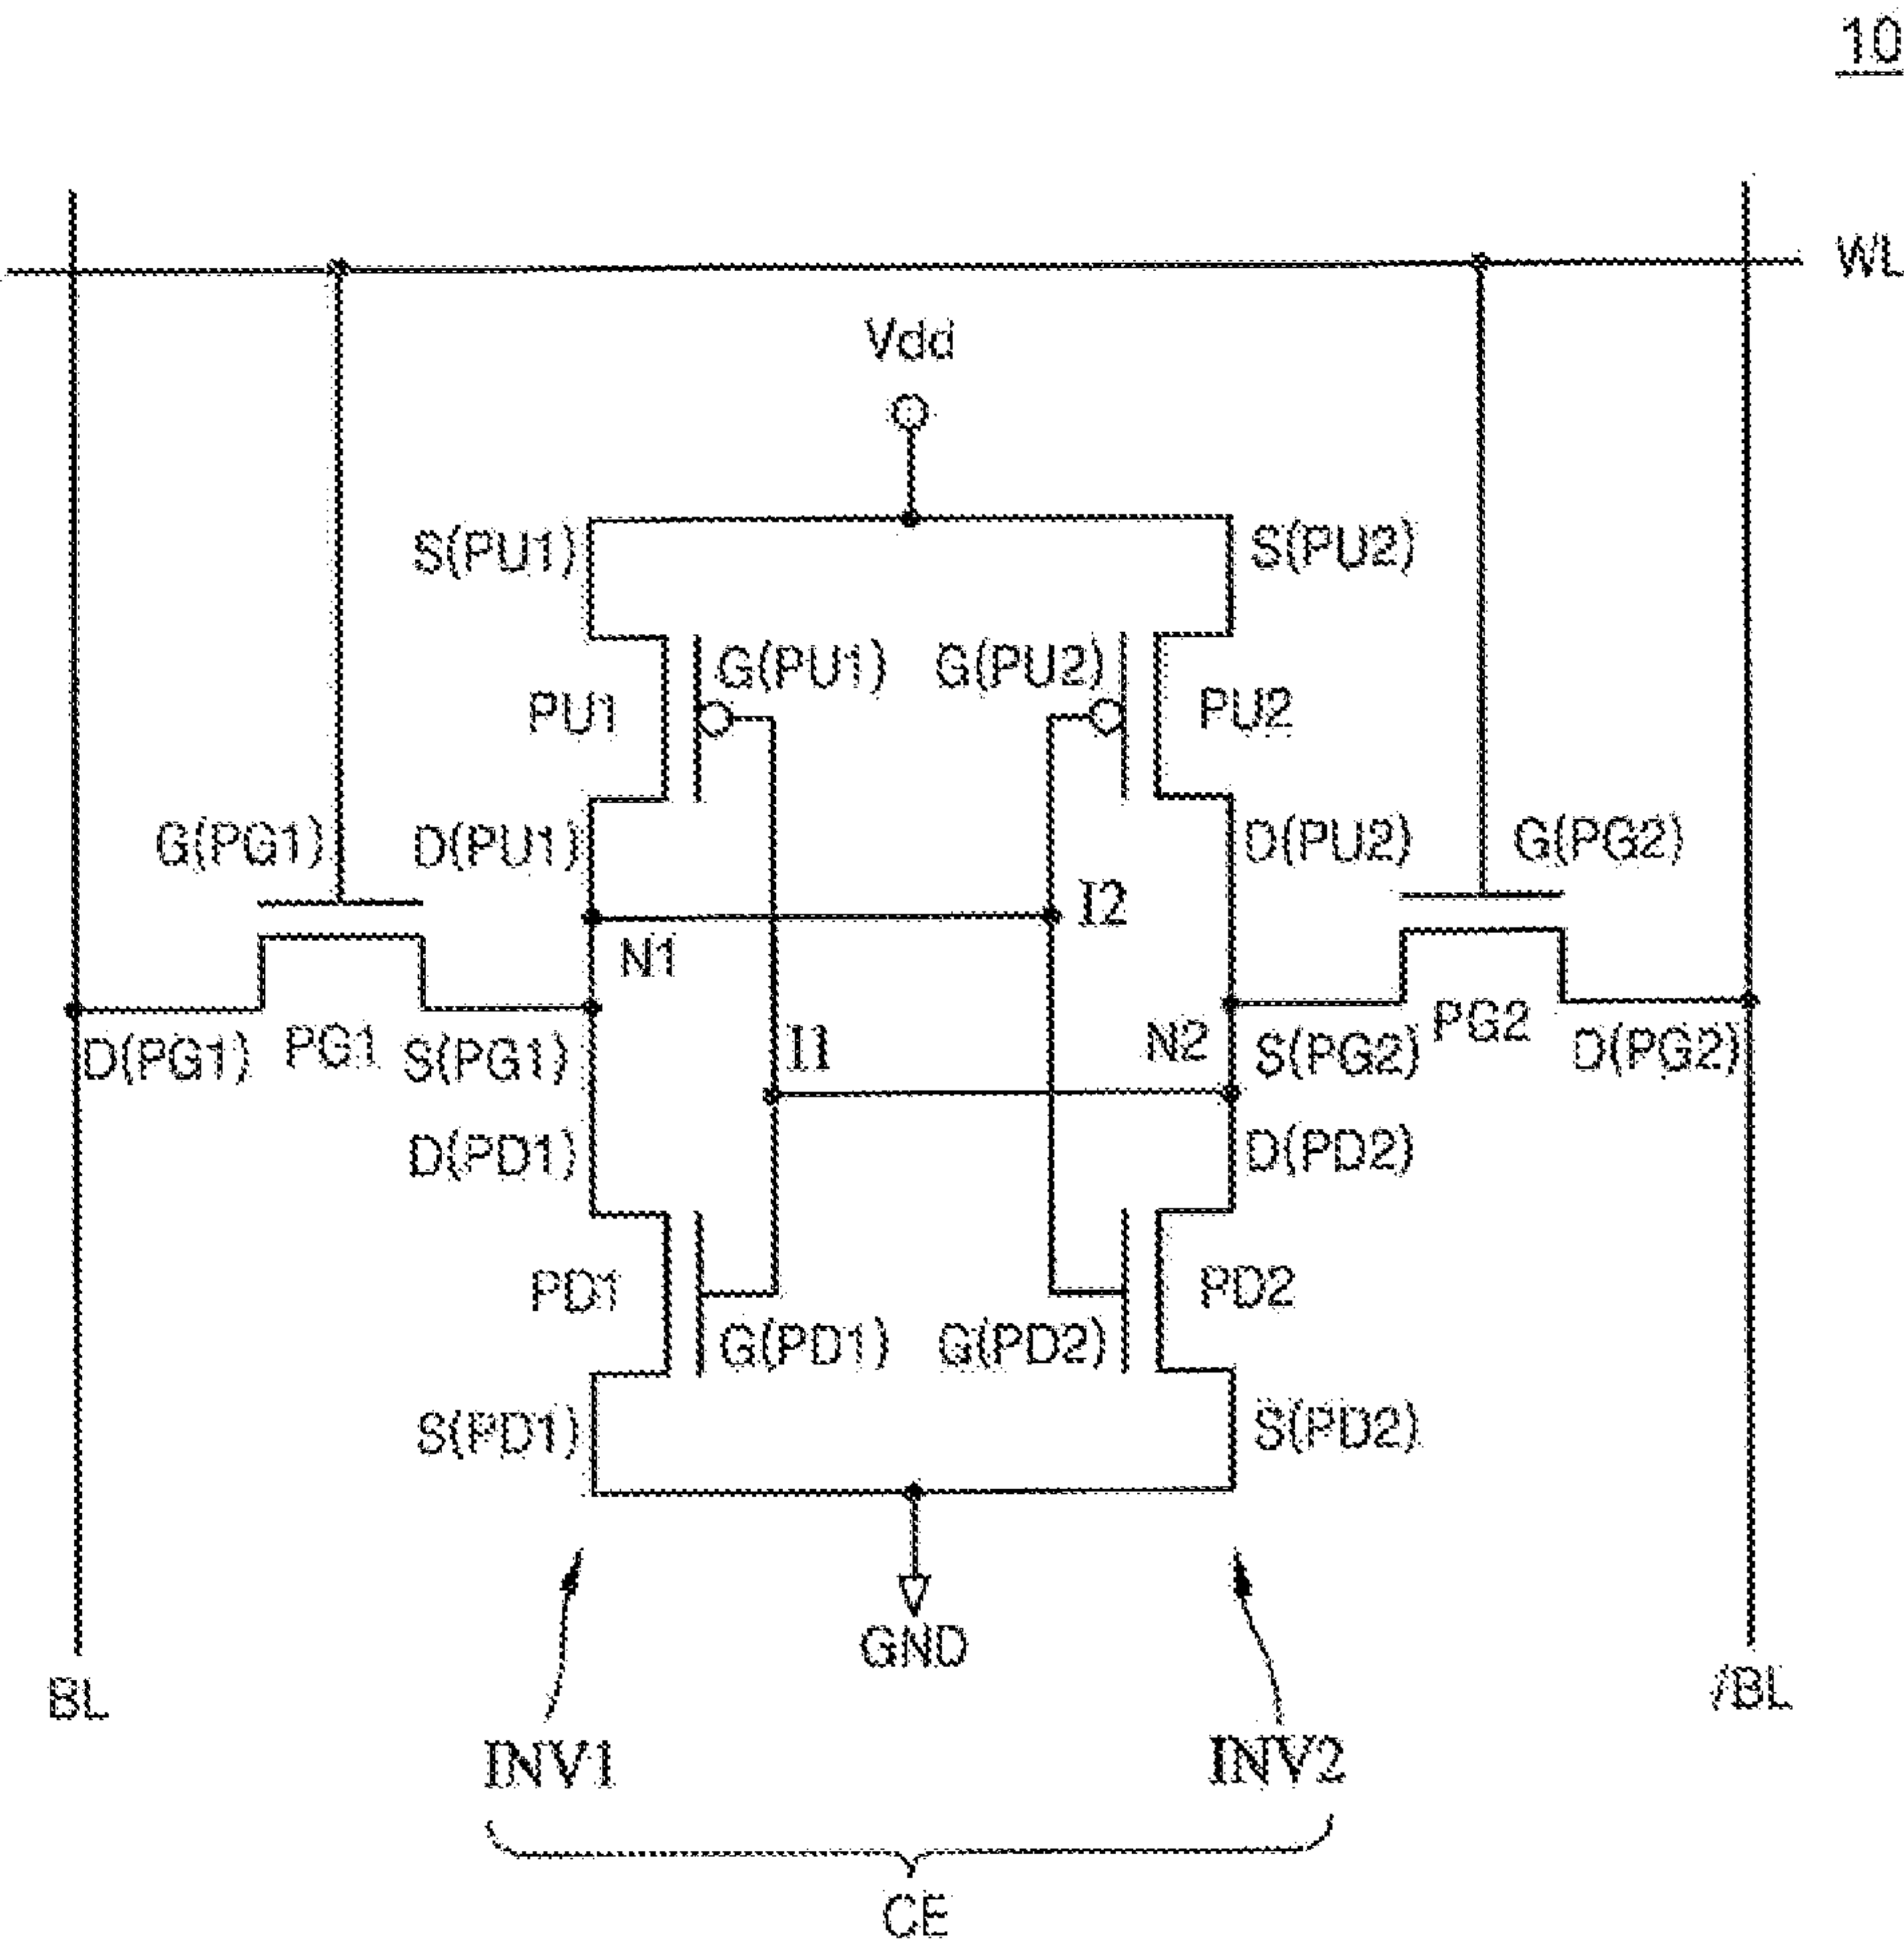 10
WL
Vdd
S(PU1)
S(PU2)
G(PU1)
G(PU2)
PU1
PU2
G(PG1)
D(PU1)
D(PU2)
G(PG2)
I2
N1
D(PG1)
PG1
S(PG1)
I1
N2
S(PG2)
PG2
D(PG2)
D(PD1)
D(PD2)
PD1
PD2
G(PD1)
G(PD2)
S(PD1)
S(PD2)
GND
BL
/BL
INV1
INV2
CE